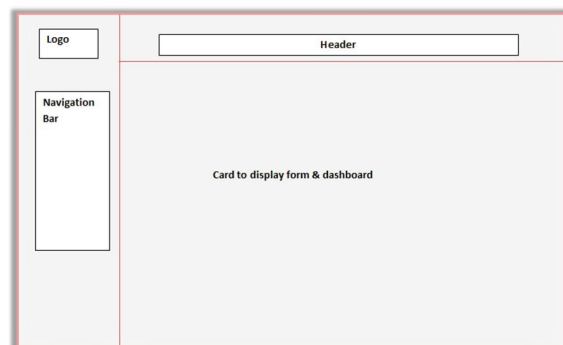 Logo
Header
Navigation
Bar
Card to display form & dashboard